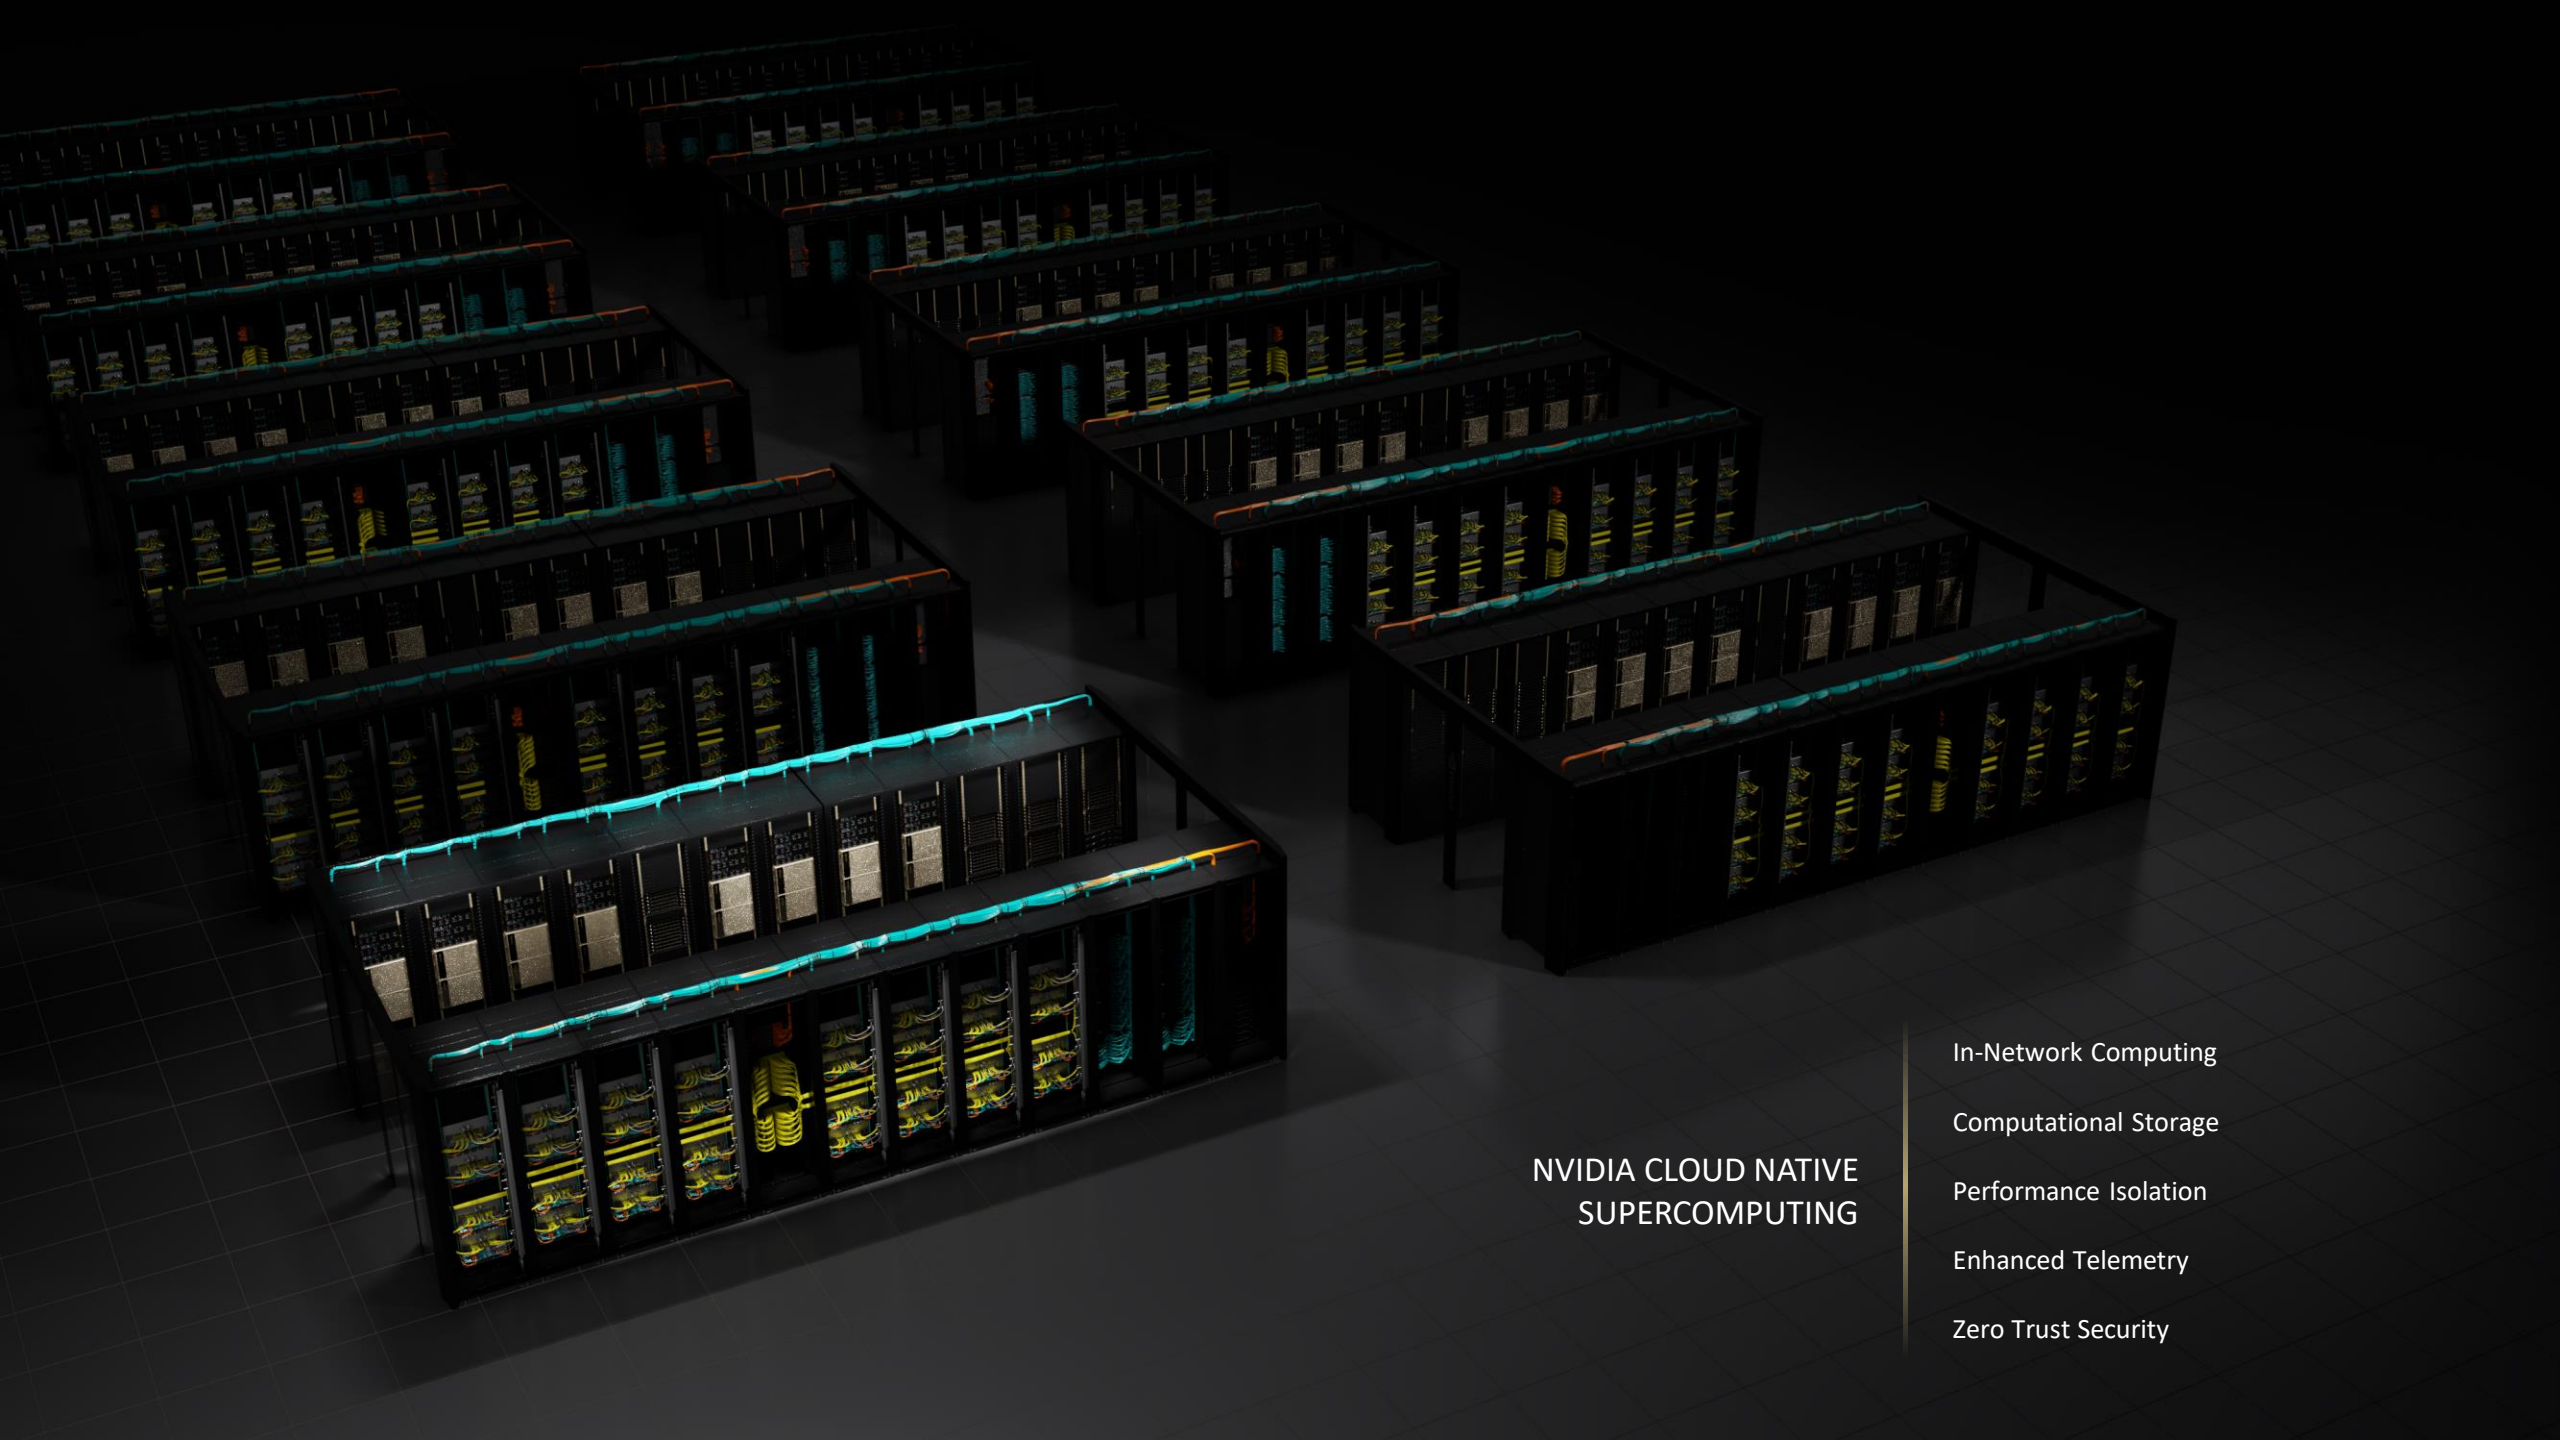 NVIDIA CLOUD NATIVE
SUPERCOMPUTING
In-Network Computing
Computational Storage
Performance Isolation
Enhanced Telemetry
Zero Trust Security